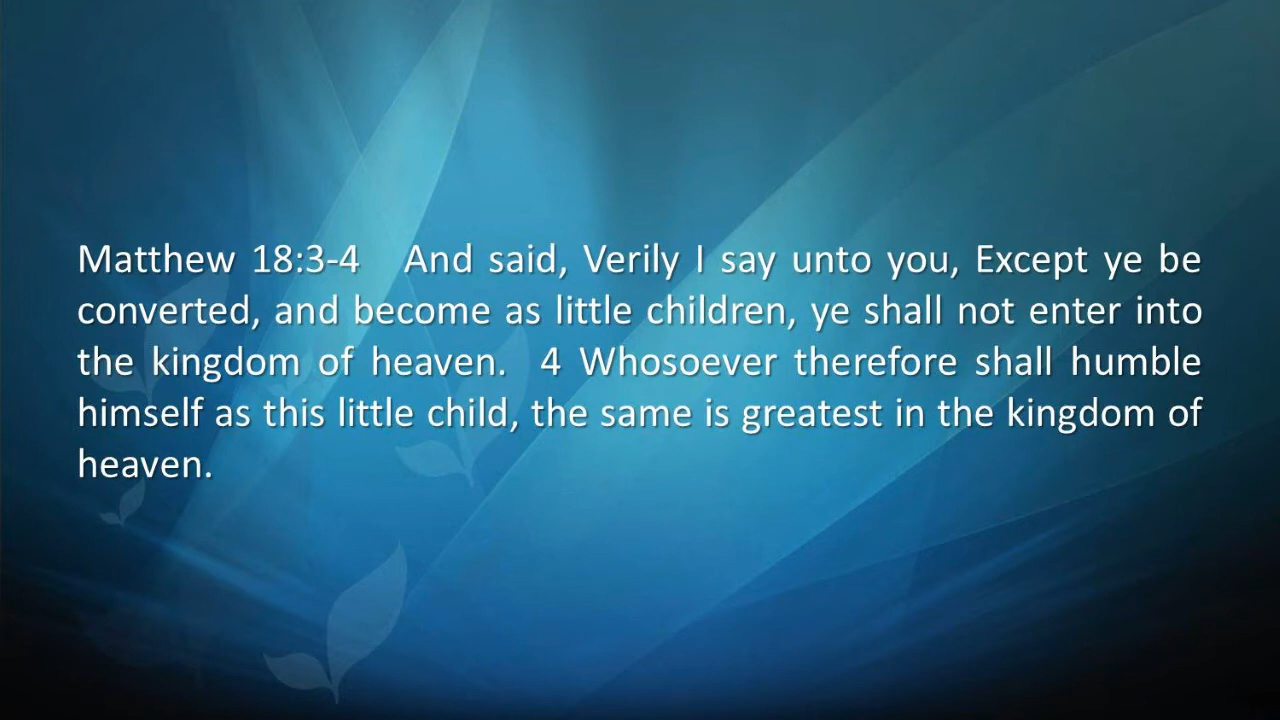 Matthew 18:3-4 And said, Verily I say unto you, Except ye be
converted, and become as little children, ye shall not enter into
the kingdom of heaven. 4 Whosoever therefore shall humble
himself as this little child, the same is greatest in the kingdom of
heaven.